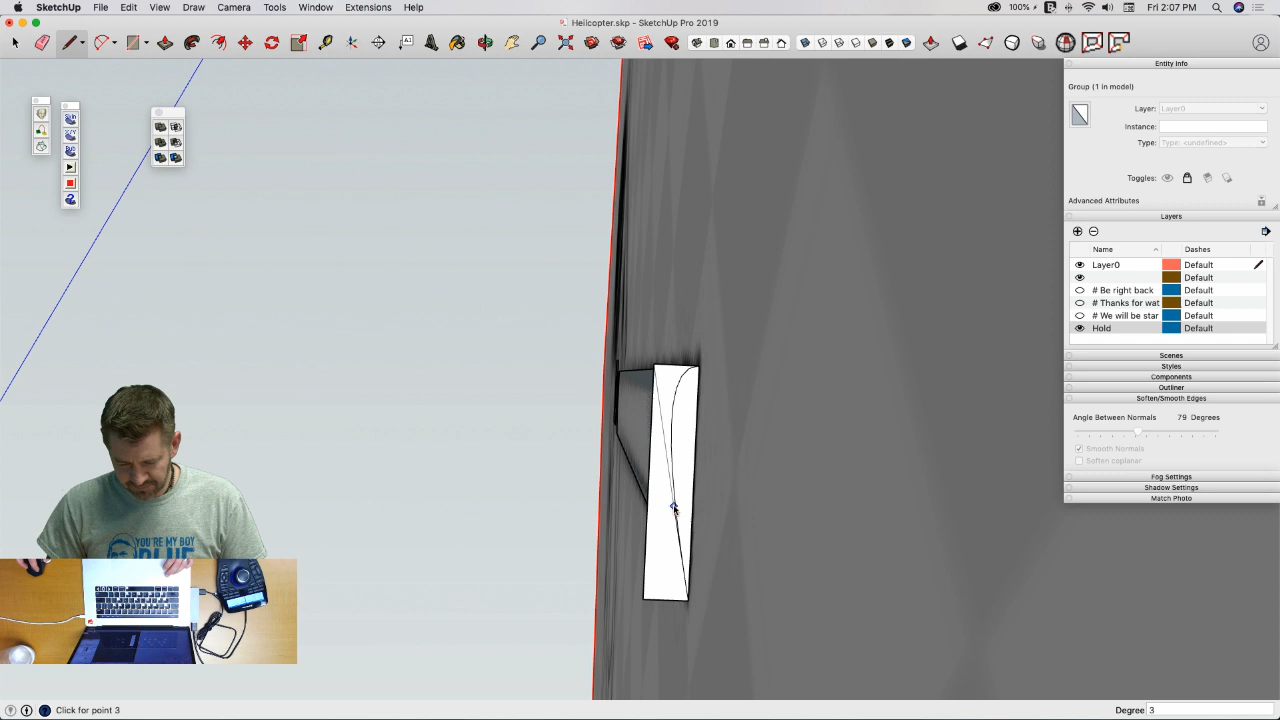 SketchUp File Edit View Camera Draw Tools Window Extensions Help 100% Fri 2:07 PM
Helicopter.skp - SketchUp Pro 2019
Entity Info
Group (1 in model)
Layer: Layer0
Instance:
Type: Type: <undefined>
Toggles:
Advanced Attributes
Layers
Name Dashes
Layer0 Default
Default
# Be right back Default
# Thanks for wat Default
# We will be star Default
Hold Default
Scenes
Styles
Components
Outliner
Soften/Smooth Edges
Angle Between Normals 79 Degrees
Smooth Normals
Soften coplanar
Fog Settings
Shadow Settings
Match Photo
YOU'RE MY BOY
BLUE
Click for point 3 Degree 3